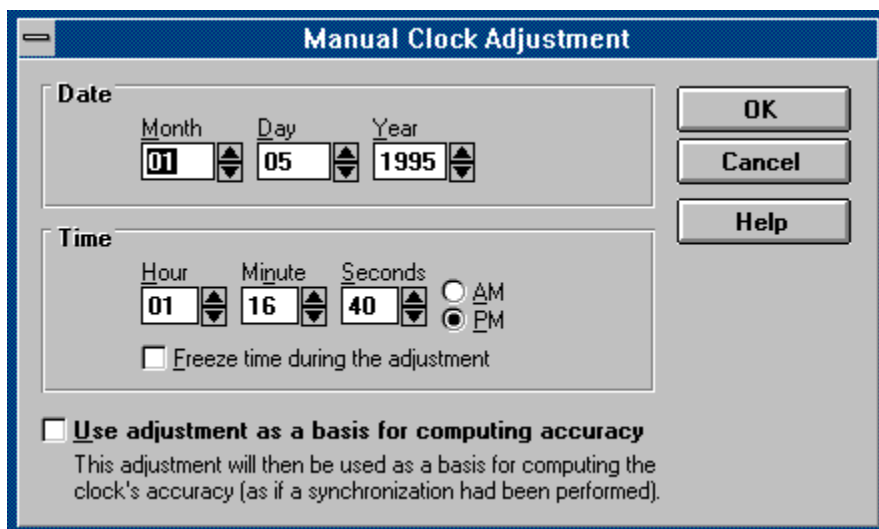 Manual Clock Adjustment
Date
Month Day Year
01 05 1995
OK
Cancel
Help
Time
Hour Minute Seconds
01 16 40
AM
PM
Freeze time during the adjustment
Use adjustment as a basis for computing accuracy
This adjustment will then be used as a basis for computing the
clock's accuracy (as if a synchronization had been performed).